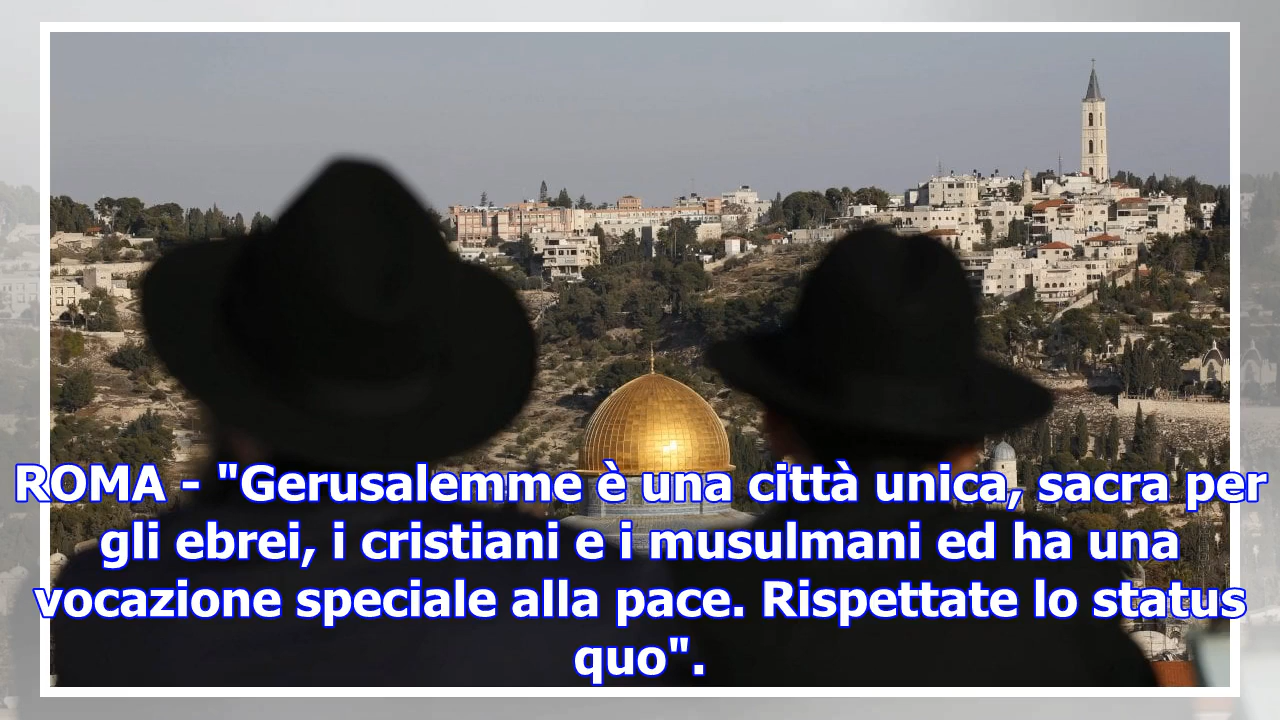 ROMA - "Gerusalemme è una città unica, sacra per
gli ebrei, i cristiani e i musulmani ed ha una
vocazione speciale alla pace. Rispettate lo status
quo".